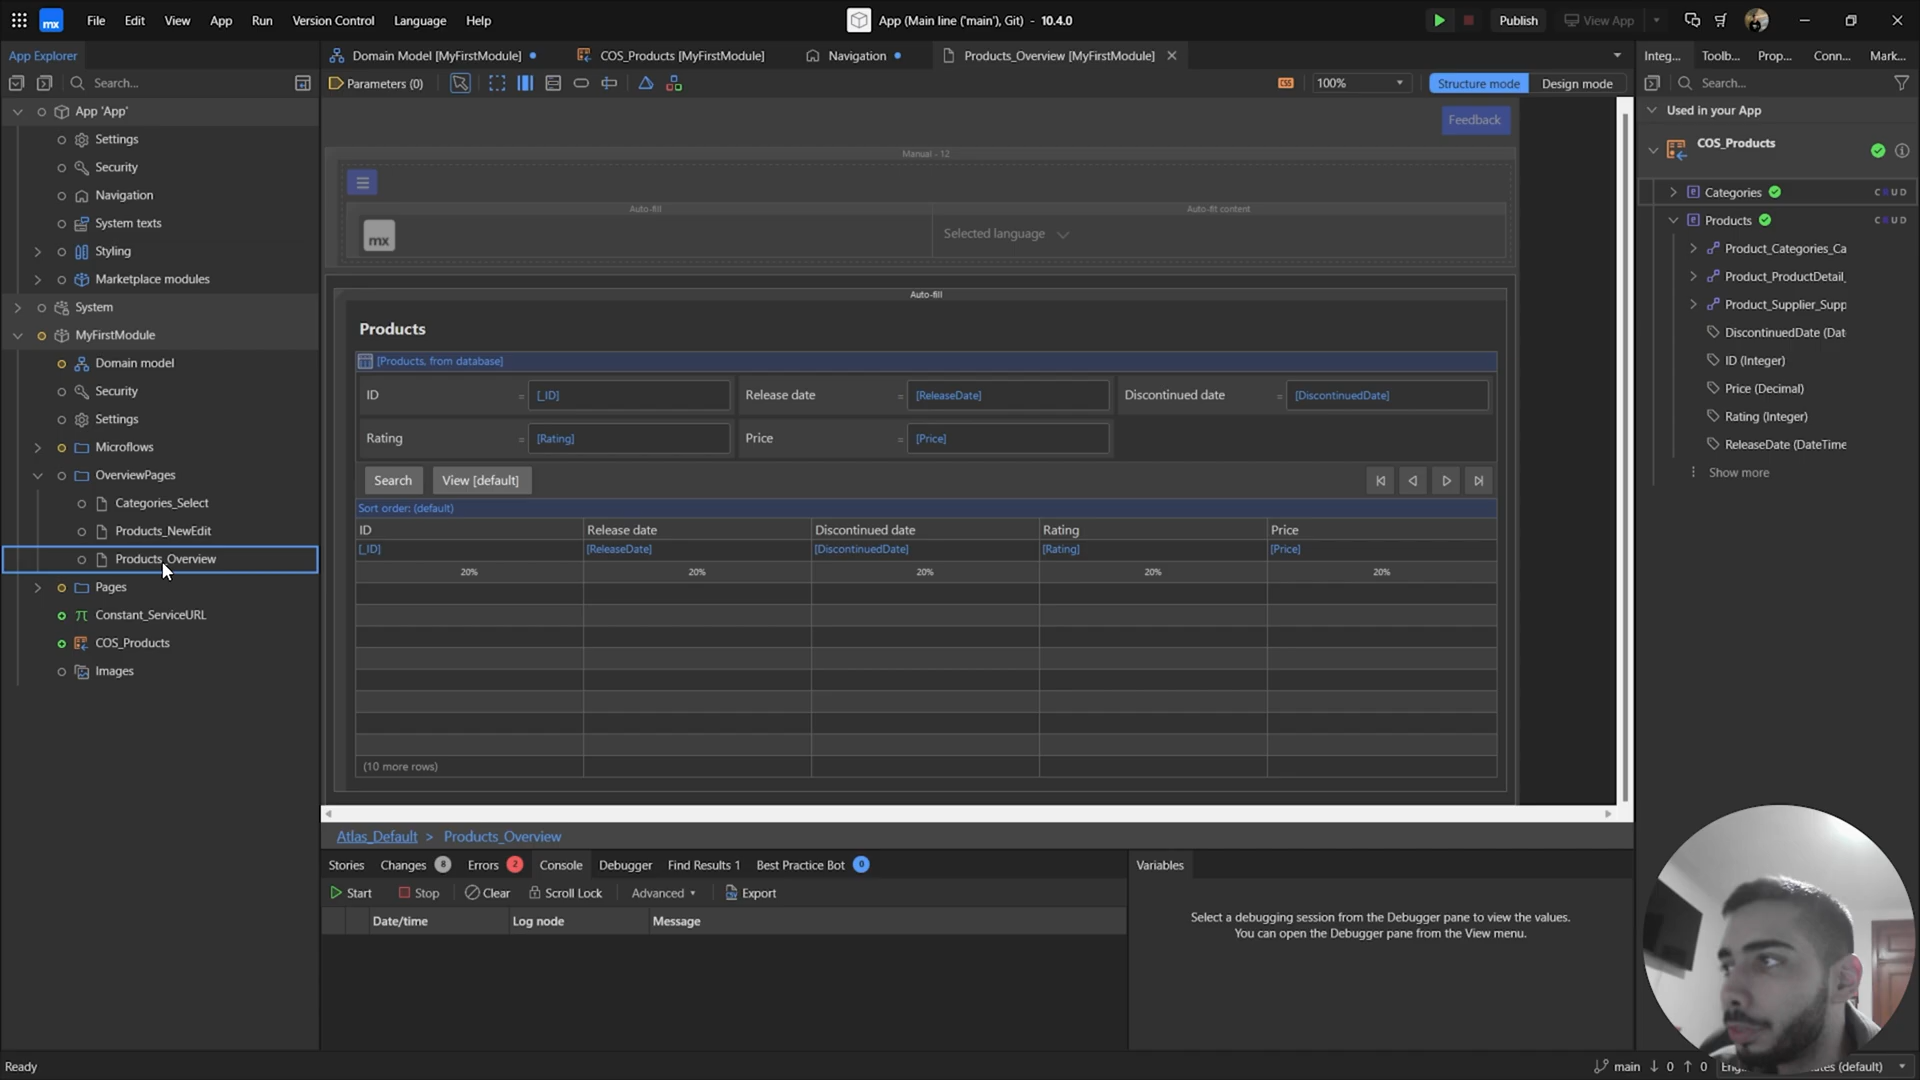 mx File Edit View App Run Version Control Language Help
App (Main line ('main'), Git) - 10.4.0
Publish View App
App Explorer
Domain Model [MyFirstModule]
COS_Products [MyFirstModule]
Navigation
Products_Overview [MyFirstModule]
Integ... Toolb... Prop... Conn... Mark...
Search...
Parameters (0)
CSS
100%
Structure mode
Design mode
Search...
App 'App'
Settings
Security
Navigation
System texts
Styling
Marketplace modules
System
MyFirstModule
Domain model
Security
Settings
Microflows
OverviewPages
Categories_Select
Products_NewEdit
Products_Overview
Pages
Constant_ServiceURL
COS_Products
Images
Feedback
Manual - 12
Auto-fill
Auto-fit content
mx
Selected language
Auto-fill
Products
[Products, from database]
ID = [_ID] Release date = [ReleaseDate] Discontinued date = [DiscontinuedDate]
Rating = [Rating] Price = [Price]
Search View [default]
Sort order: (default)
ID Release date Discontinued date Rating Price
[_ID] [ReleaseDate] [DiscontinuedDate] [Rating] [Price]
20% 20% 20% 20% 20%
(10 more rows)
Atlas_Default > Products_Overview
Used in your App
COS_Products
Categories CRUD
Products CRUD
Product_Categories_Ca
Product_ProductDetail_
Product_Supplier_Supp
DiscontinuedDate (Dat
ID (Integer)
Price (Decimal)
Rating (Integer)
ReleaseDate (DateTime
Show more
Stories Changes 8 Errors 2 Console Debugger Find Results 1 Best Practice Bot 0
Start Stop Clear Scroll Lock Advanced Export
Date/time Log node Message
Variables
Select a debugging session from the Debugger pane to view the values.
You can open the Debugger pane from the View menu.
Ready
main 0 0
(default)